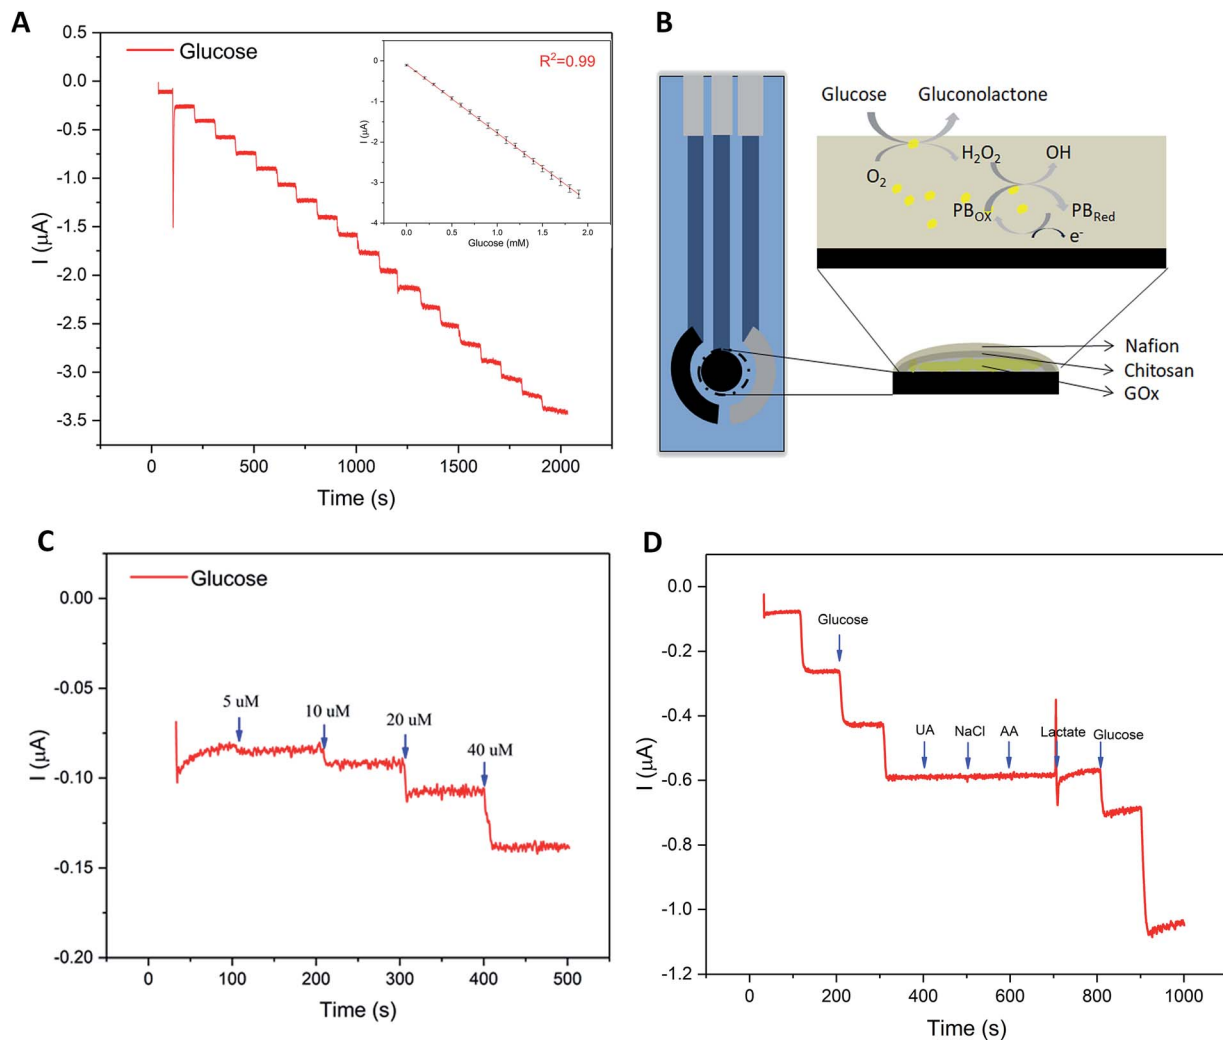 A
Glucose
0.5
0.0
-0.5
-1.0
-1.5
-2.0
-2.5
-3.0
-3.5
I (μA)
0
500
1000
1500
2000
Time (s)
R²=0.99
0
-1
-2
-3
-4
I (μA)
0.0
0.5
1.0
1.5
2.0
Glucose (mM)
B
Glucose
Gluconolactone
O₂
H₂O₂
OH
PB_OX
PB_Red
e⁻
Nafion
Chitosan
GOx
C
Glucose
0.00
-0.05
-0.10
-0.15
-0.20
I (μA)
5 uM
10 uM
20 uM
40 uM
0
100
200
300
400
500
Time (s)
D
0.0
-0.2
-0.4
-0.6
-0.8
-1.0
-1.2
I (μA)
Glucose
UA
NaCl
AA
Lactate
Glucose
0
200
400
600
800
1000
Time (s)